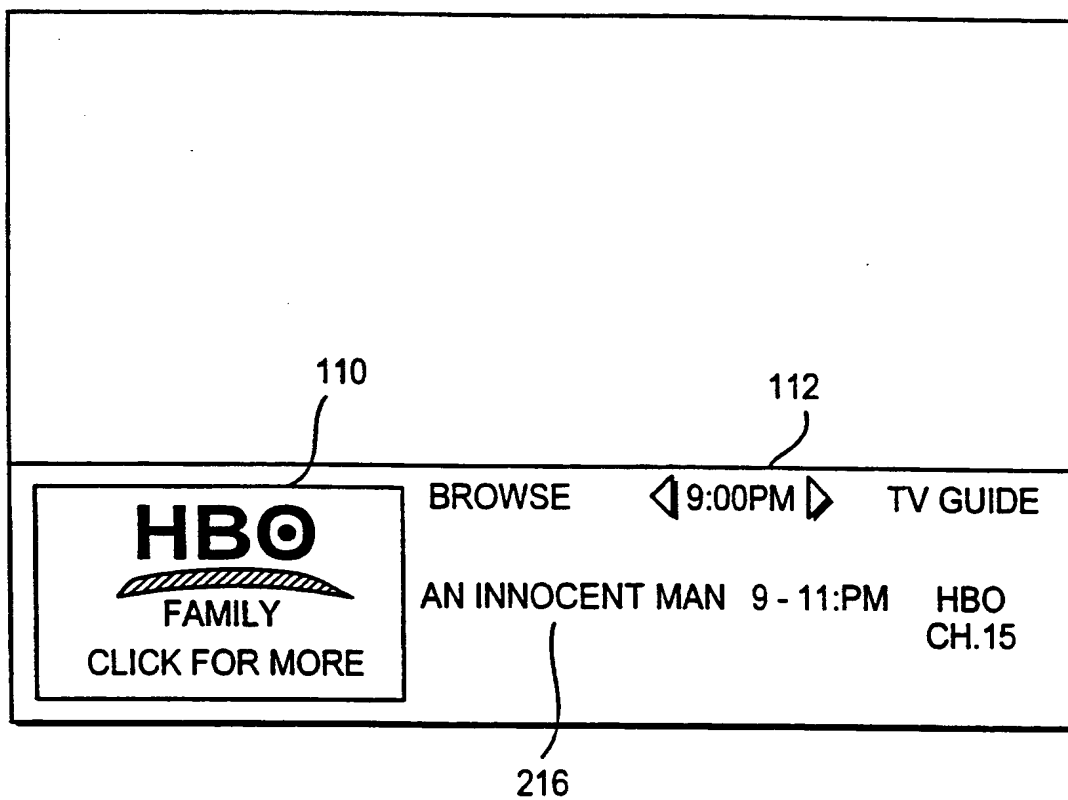 110
112
BROWSE 9:00PM TV GUIDE
HBO
FAMILY
CLICK FOR MORE
AN INNOCENT MAN 9 - 11:PM HBO
CH.15
216